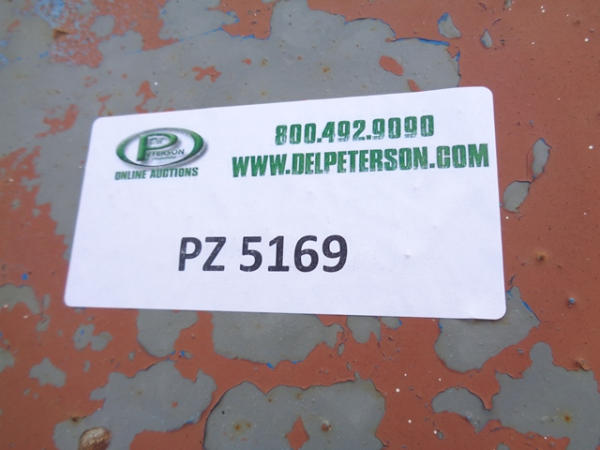 P
PETERSON
ONLINE AUCTIONS
800.492.9090
WWW.DELPETERSON.COM
PZ 5169